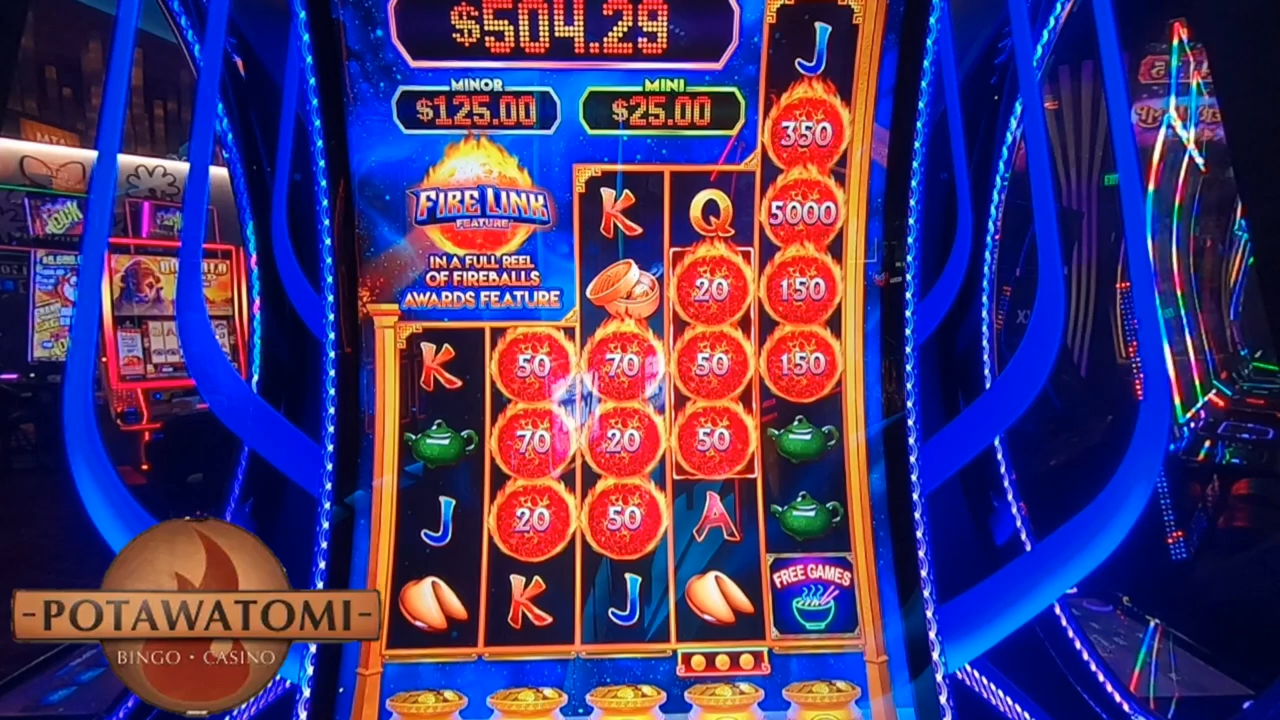 $504.29
MINOR
$125.00
MINI
$25.00
FIRE LINK
FEATURE
IN A FULL REEL
OF FIREBALLS
AWARDS FEATURE
J
350
K
Q
5000
20
150
K
50
70
50
150
70
20
50
J
20
50
A
K
J
FREE GAMES
EXIT
-POTAWATOMI-
BINGO • CASINO